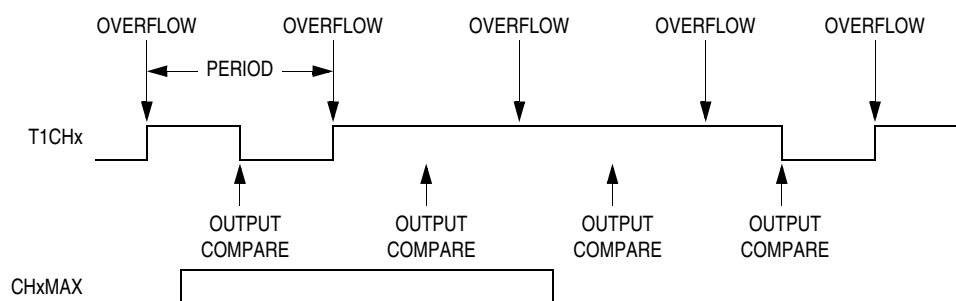 OVERFLOW OVERFLOW OVERFLOW OVERFLOW OVERFLOW
PERIOD
T1CHx
OUTPUT OUTPUT OUTPUT OUTPUT
COMPARE COMPARE COMPARE COMPARE
CHxMAX